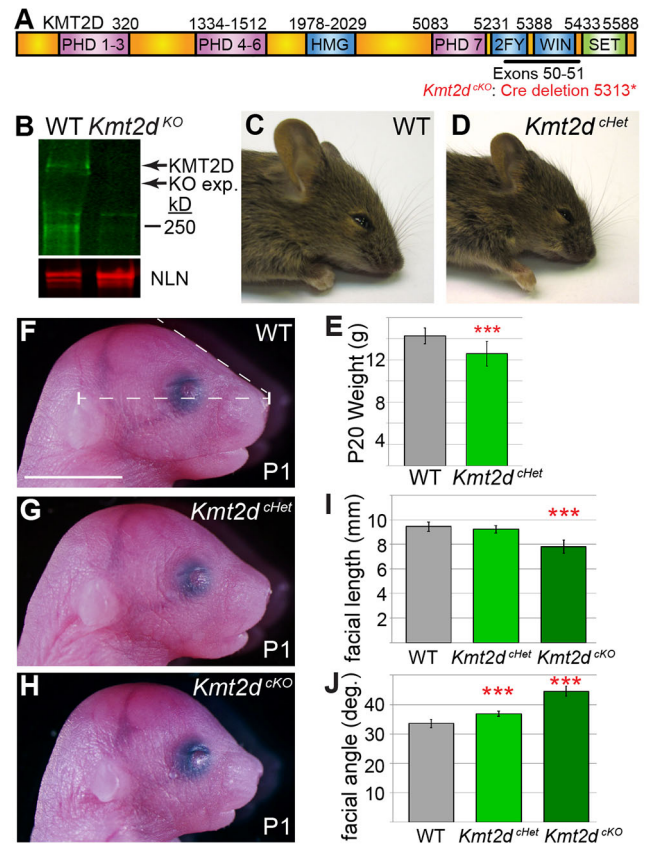 A KMT2D 320 1334-1512 1978-2029 5083 5231 5388 5433 5588
PHD 1-3 PHD 4-6 HMG PHD 7 2FY WIN SET
Exons 50-51
Kmt2d cKO: Cre deletion 5313*
B WT Kmt2d KO
KMT2D
KO exp.
kD
250
NLN
C WT
D Kmt2d cHet
F WT
P1
E
P20 Weight (g)
12
8
4
***
WT Kmt2d cHet
G Kmt2d cHet
P1
I
facial length (mm)
10
8
6
4
2
***
WT Kmt2d cHet Kmt2d cKO
H Kmt2d cKO
P1
J
facial angle (deg.)
40
30
20
10
*** ***
WT Kmt2d cHet Kmt2d cKO